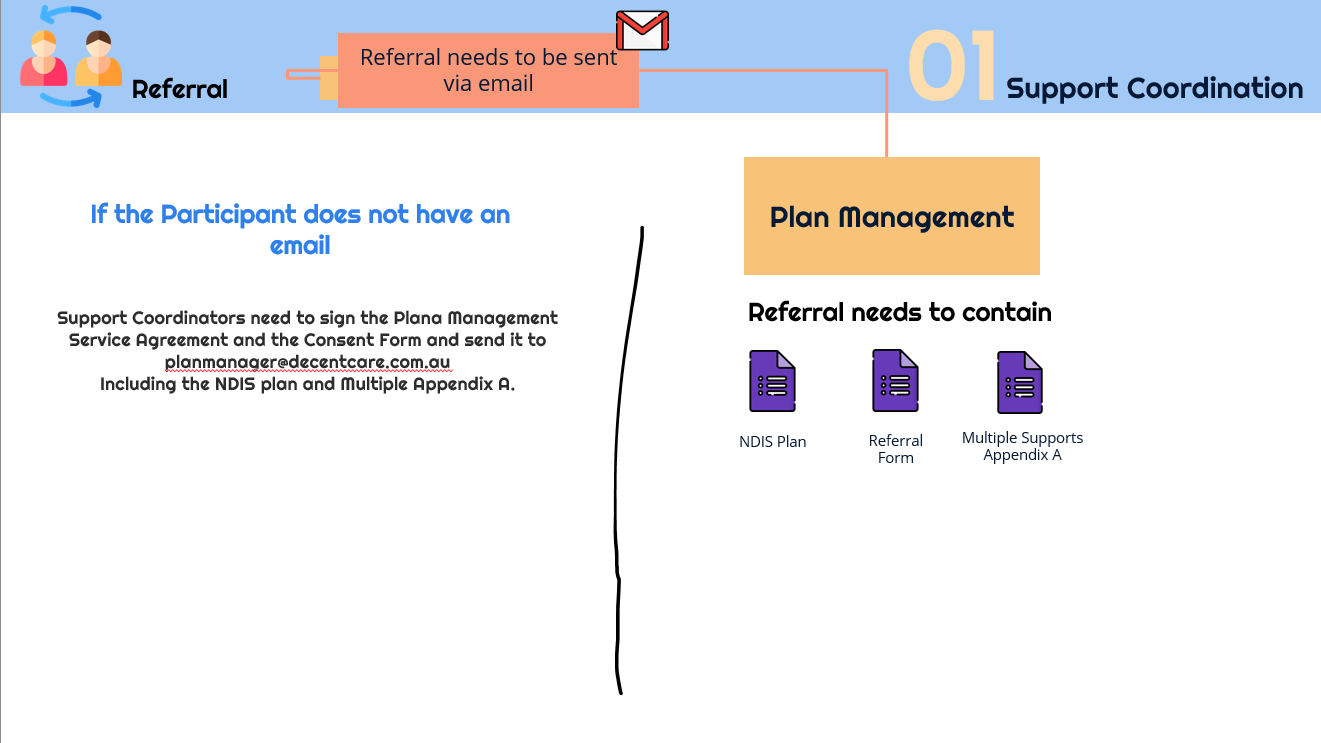 Referral
Referral needs to be sent
via email
01
Support Coordination
If the Participant does not have an
email
Support Coordinators need to sign the Plana Management
Service Agreement and the Consent Form and send it to
planmanager@decentcare.com.au
Including the NDIS plan and Multiple Appendix A.
Plan Management
Referral needs to contain
NDIS Plan
Referral
Form
Multiple Supports
Appendix A